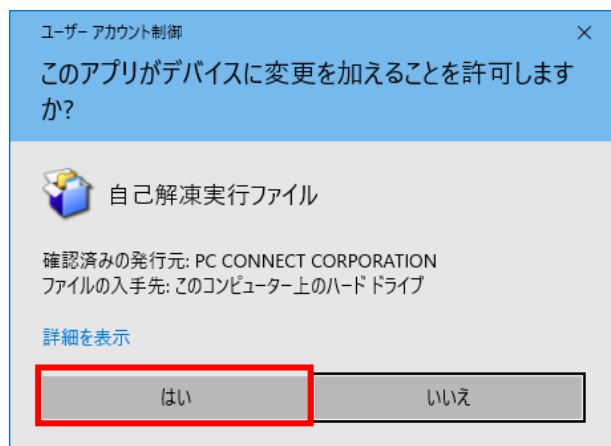 ユーザー アカウント制御
このアプリがデバイスに変更を加えることを許可します
か?
自己解凍実行ファイル
確認済みの発行元: PC CONNECT CORPORATION
ファイルの入手先: このコンピューター上のハード ドライブ
詳細を表示
はい いいえ